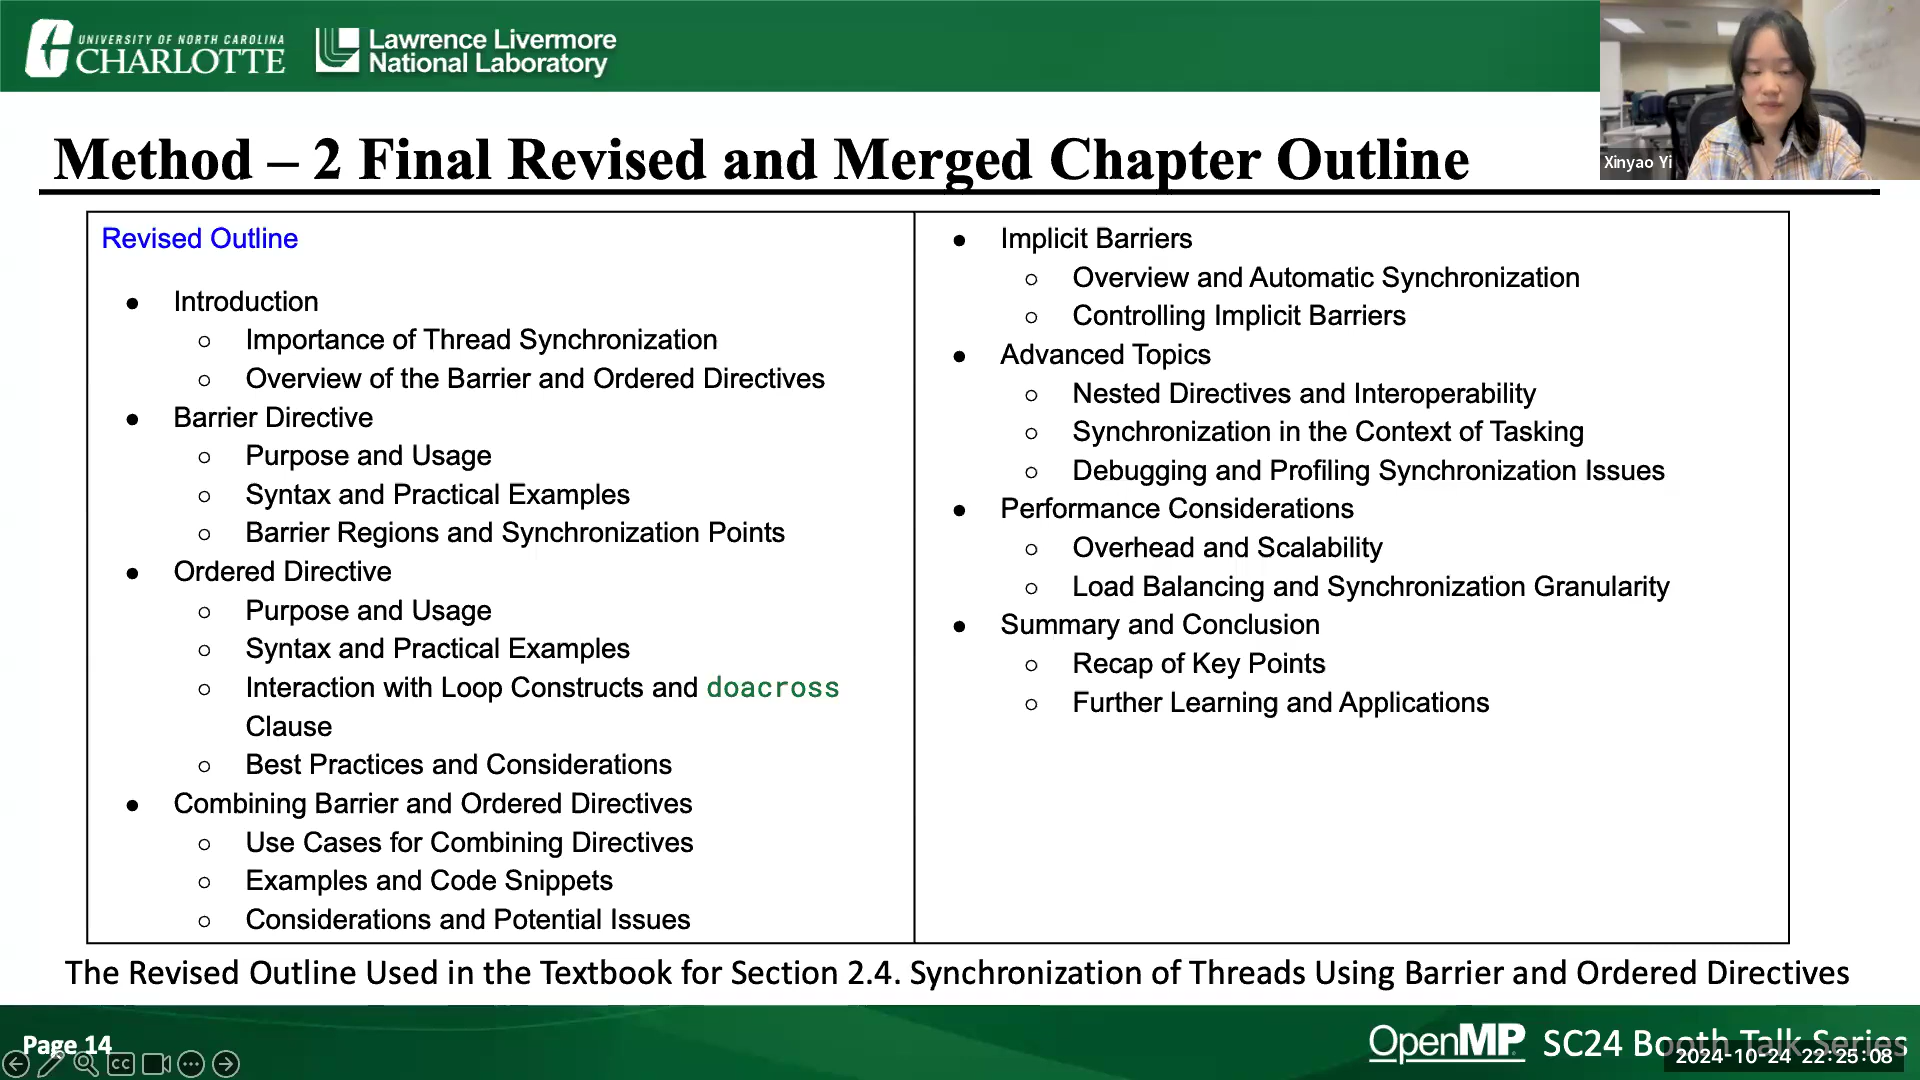 UNIVERSITY OF NORTH CAROLINA
CHARLOTTE
Lawrence Livermore
National Laboratory
Xinyao Yi
Method – 2 Final Revised and Merged Chapter Outline
Revised Outline
● Introduction
○ Importance of Thread Synchronization
○ Overview of the Barrier and Ordered Directives
● Barrier Directive
○ Purpose and Usage
○ Syntax and Practical Examples
○ Barrier Regions and Synchronization Points
● Ordered Directive
○ Purpose and Usage
○ Syntax and Practical Examples
○ Interaction with Loop Constructs and doacross
Clause
○ Best Practices and Considerations
● Combining Barrier and Ordered Directives
○ Use Cases for Combining Directives
○ Examples and Code Snippets
○ Considerations and Potential Issues
● Implicit Barriers
○ Overview and Automatic Synchronization
○ Controlling Implicit Barriers
● Advanced Topics
○ Nested Directives and Interoperability
○ Synchronization in the Context of Tasking
○ Debugging and Profiling Synchronization Issues
● Performance Considerations
○ Overhead and Scalability
○ Load Balancing and Synchronization Granularity
● Summary and Conclusion
○ Recap of Key Points
○ Further Learning and Applications
The Revised Outline Used in the Textbook for Section 2.4. Synchronization of Threads Using Barrier and Ordered Directives
Page 14
CC
OpenMP SC24 Booth Talk Series
2024-10-24 22:25:08